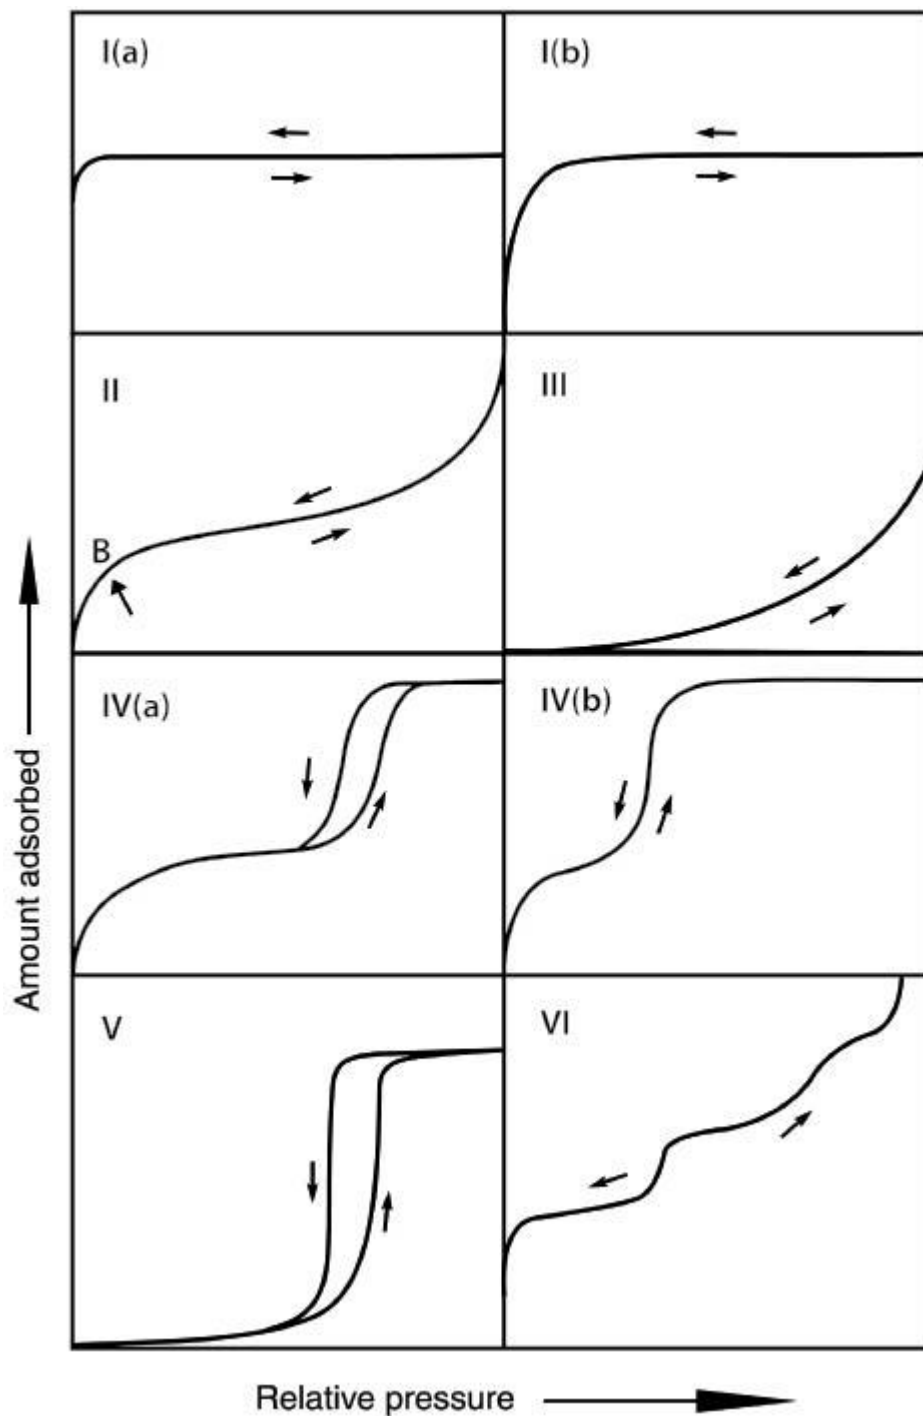 I(a)
I(b)
II
III
B
IV(a)
IV(b)
V
VI
Amount adsorbed
Relative pressure